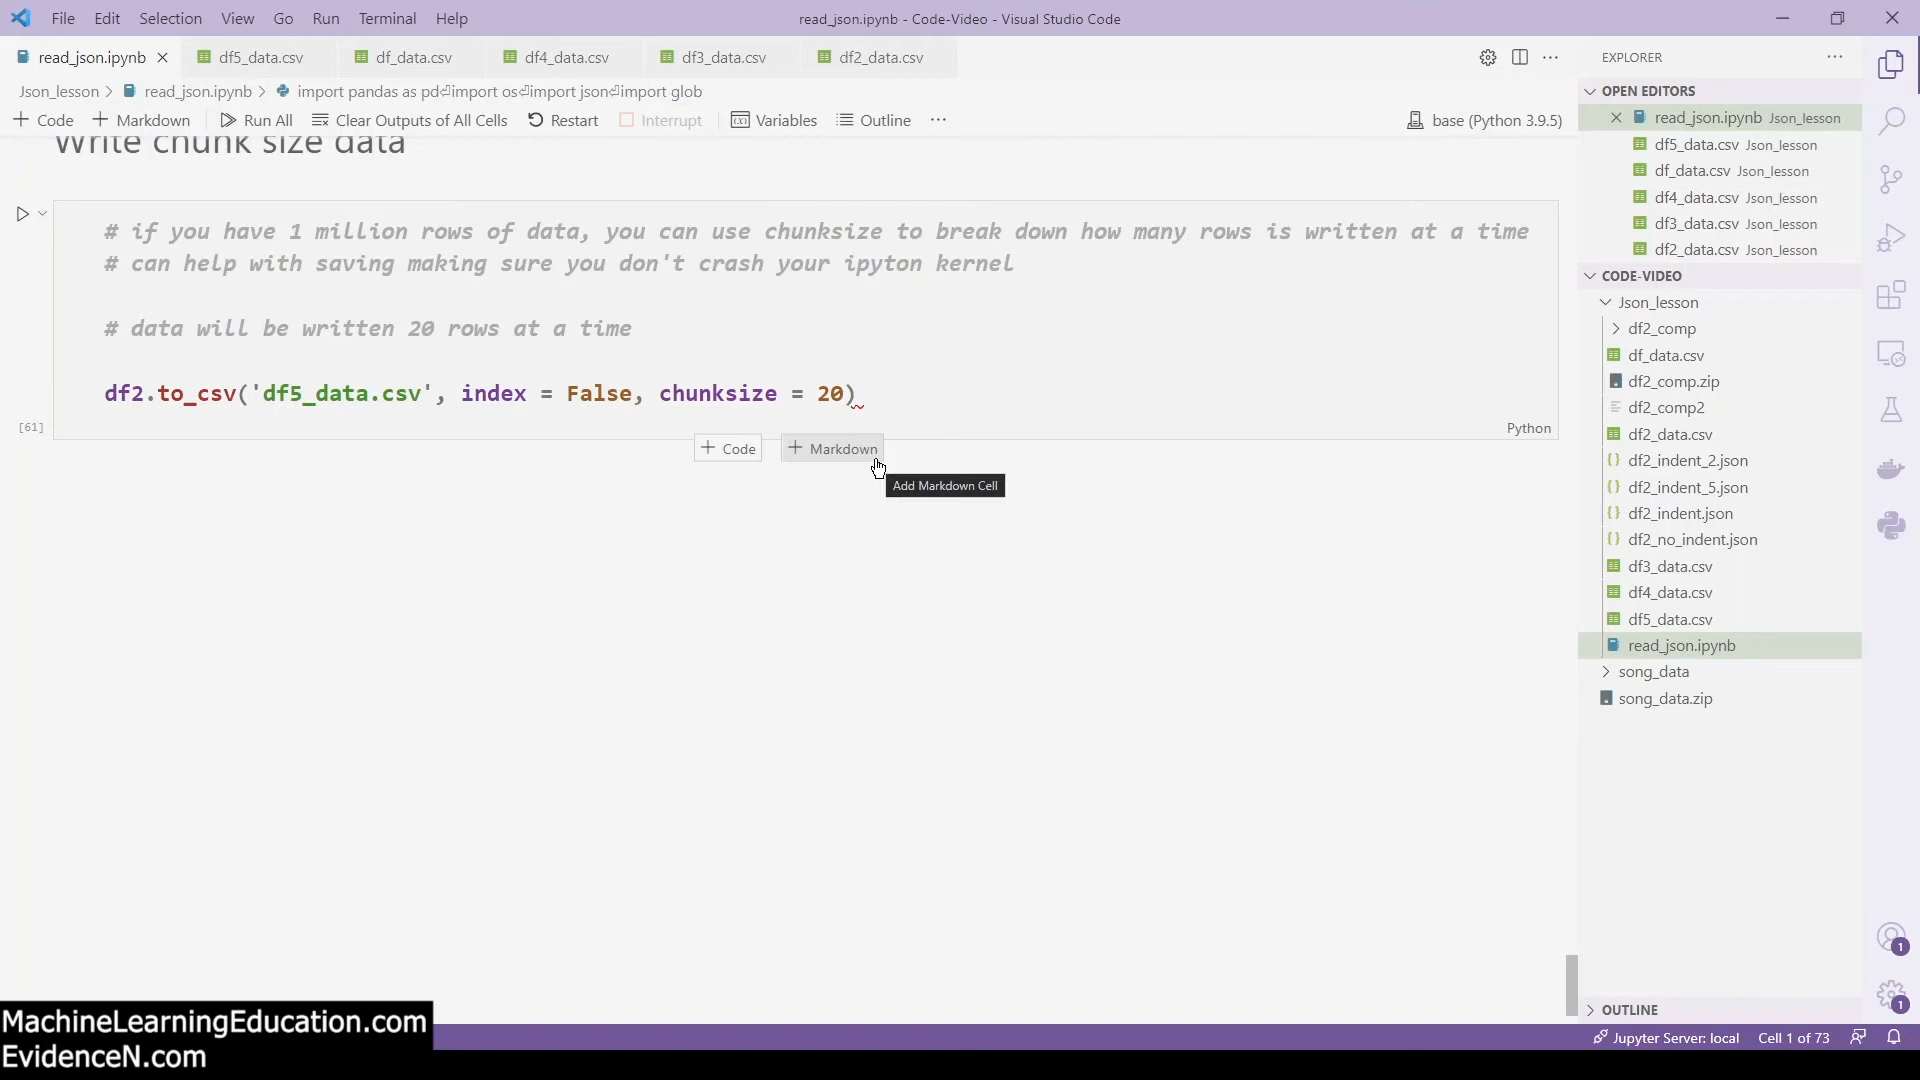 File Edit Selection View Go Run Terminal Help
read_json.ipynb - Code-Video - Visual Studio Code
read_json.ipynb df5_data.csv df_data.csv df4_data.csv df3_data.csv df2_data.csv
Json_lesson > read_json.ipynb > import pandas as pd⏎import os⏎import json⏎import glob
+ Code + Markdown Run All Clear Outputs of All Cells Restart Interrupt Variables Outline ... base (Python 3.9.5)
Write chunk size data
# if you have 1 million rows of data, you can use chunksize to break down how many rows is written at a time
# can help with saving making sure you don't crash your ipyton kernel
# data will be written 20 rows at a time
df2.to_csv('df5_data.csv', index = False, chunksize = 20)
[61]
Python
+ Code + Markdown
Add Markdown Cell
EXPLORER
OPEN EDITORS
read_json.ipynb Json_lesson
df5_data.csv Json_lesson
df_data.csv Json_lesson
df4_data.csv Json_lesson
df3_data.csv Json_lesson
df2_data.csv Json_lesson
CODE-VIDEO
Json_lesson
df2_comp
df_data.csv
df2_comp.zip
df2_comp2
df2_data.csv
df2_indent_2.json
df2_indent_5.json
df2_indent.json
df2_no_indent.json
df3_data.csv
df4_data.csv
df5_data.csv
read_json.ipynb
song_data
song_data.zip
OUTLINE
1
1
Jupyter Server: local Cell 1 of 73
MachineLearningEducation.com
EvidenceN.com